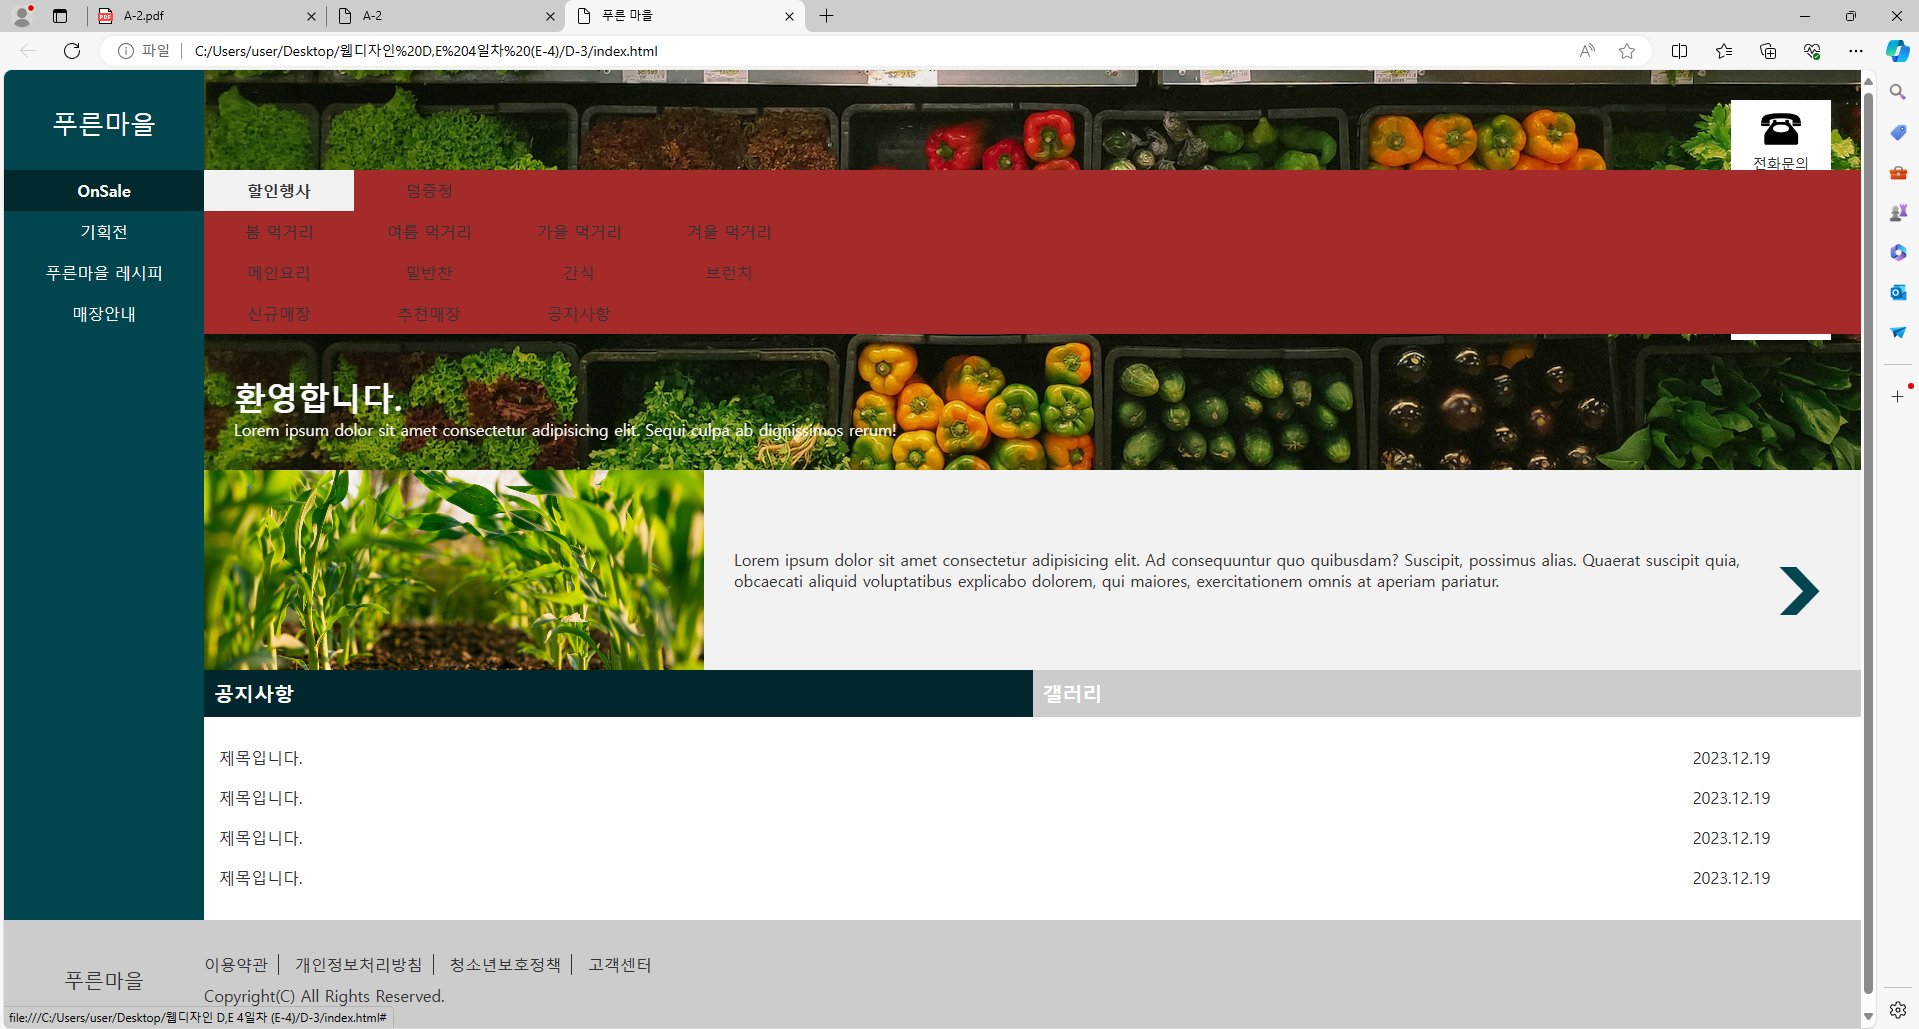 A-2.pdf
A-2
푸른 마을
파일
C:/Users/user/Desktop/웹디자인%20D,E%204일차%20(E-4)/D-3/index.html
푸른마을
$2.245
전화문의
OnSale
할인행사 덤증정
기획전
봄 먹거리 여름 먹거리 가을 먹거리 겨울 먹거리
푸른마을 레시피
메인요리 밑반찬 간식 브런치
매장안내
신규매장 추천매장 공지사항
환영합니다.
Lorem ipsum dolor sit amet consectetur adipisicing elit. Sequi culpa ab dignissimos rerum!
Lorem ipsum dolor sit amet consectetur adipisicing elit. Ad consequuntur quo quibusdam? Suscipit, possimus alias. Quaerat suscipit quia,
obcaecati aliquid voluptatibus explicabo dolorem, qui maiores, exercitationem omnis at aperiam pariatur.
공지사항 갤러리
제목입니다. 2023.12.19
제목입니다. 2023.12.19
제목입니다. 2023.12.19
제목입니다. 2023.12.19
푸른마을
이용약관 개인정보처리방침 청소년보호정책 고객센터
Copyright(C) All Rights Reserved.
file:///C:/Users/user/Desktop/웹디자인 D,E 4일차 (E-4)/D-3/index.html#